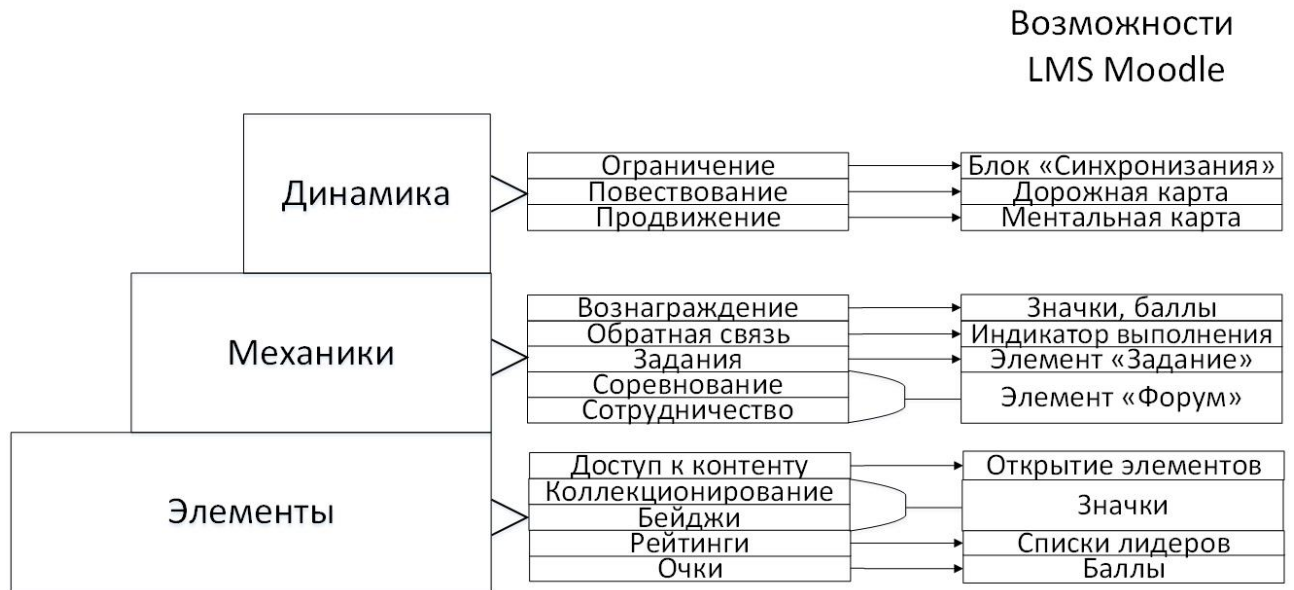 Возможности
LMS Moodle
Динамика
Ограничение
Блок «Синхронизания»
Повествование
Дорожная карта
Продвижение
Ментальная карта
Механики
Вознаграждение
Значки, баллы
Обратная связь
Индикатор выполнения
Задания
Элемент «Задание»
Соревнование
Сотрудничество
Элемент «Форум»
Элементы
Доступ к контенту
Открытие элементов
Коллекционирование
Бейджи
Значки
Рейтинги
Списки лидеров
Очки
Баллы